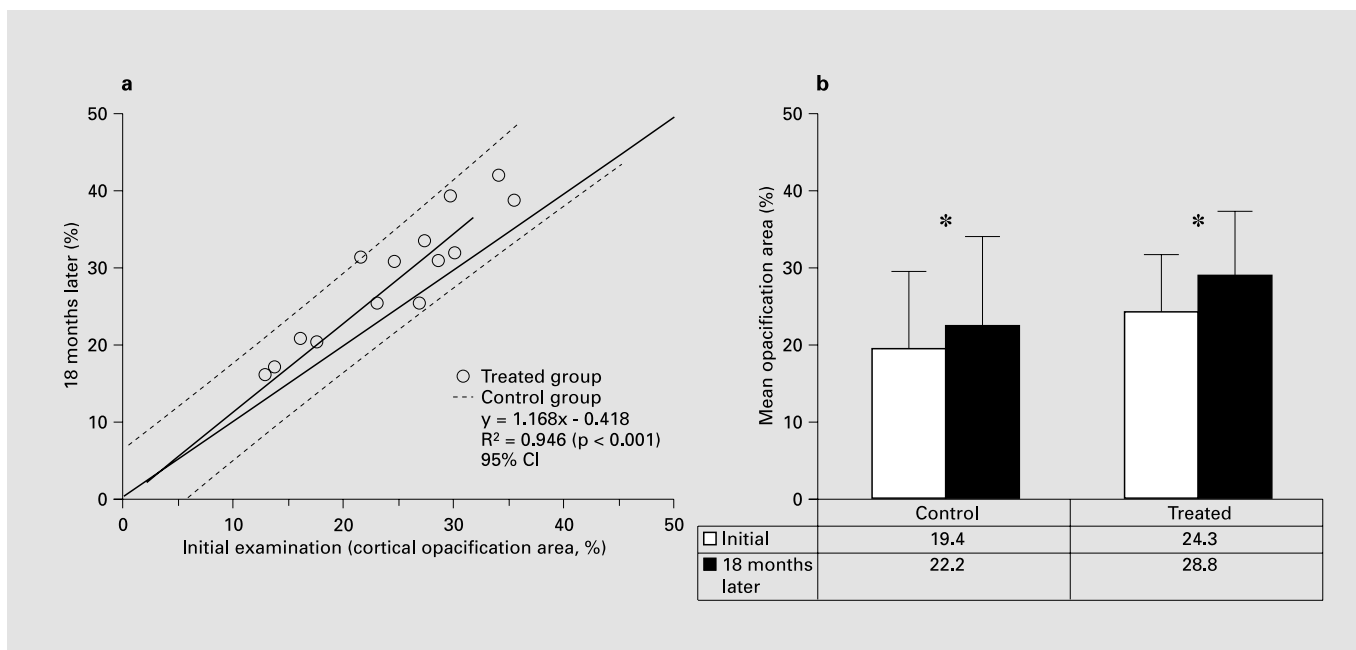 a
50
40
30
20
10
0
18 months later (%)
0 10 20 30 40 50
Initial examination (cortical opacification area, %)
Treated group
Control group
y = 1.168x - 0.418
R² = 0.946 (p < 0.001)
95% CI
b
50
40
30
20
10
0
Mean opacification area (%)
* *
Control Treated
Initial 19.4 24.3
18 months 22.2 28.8
later